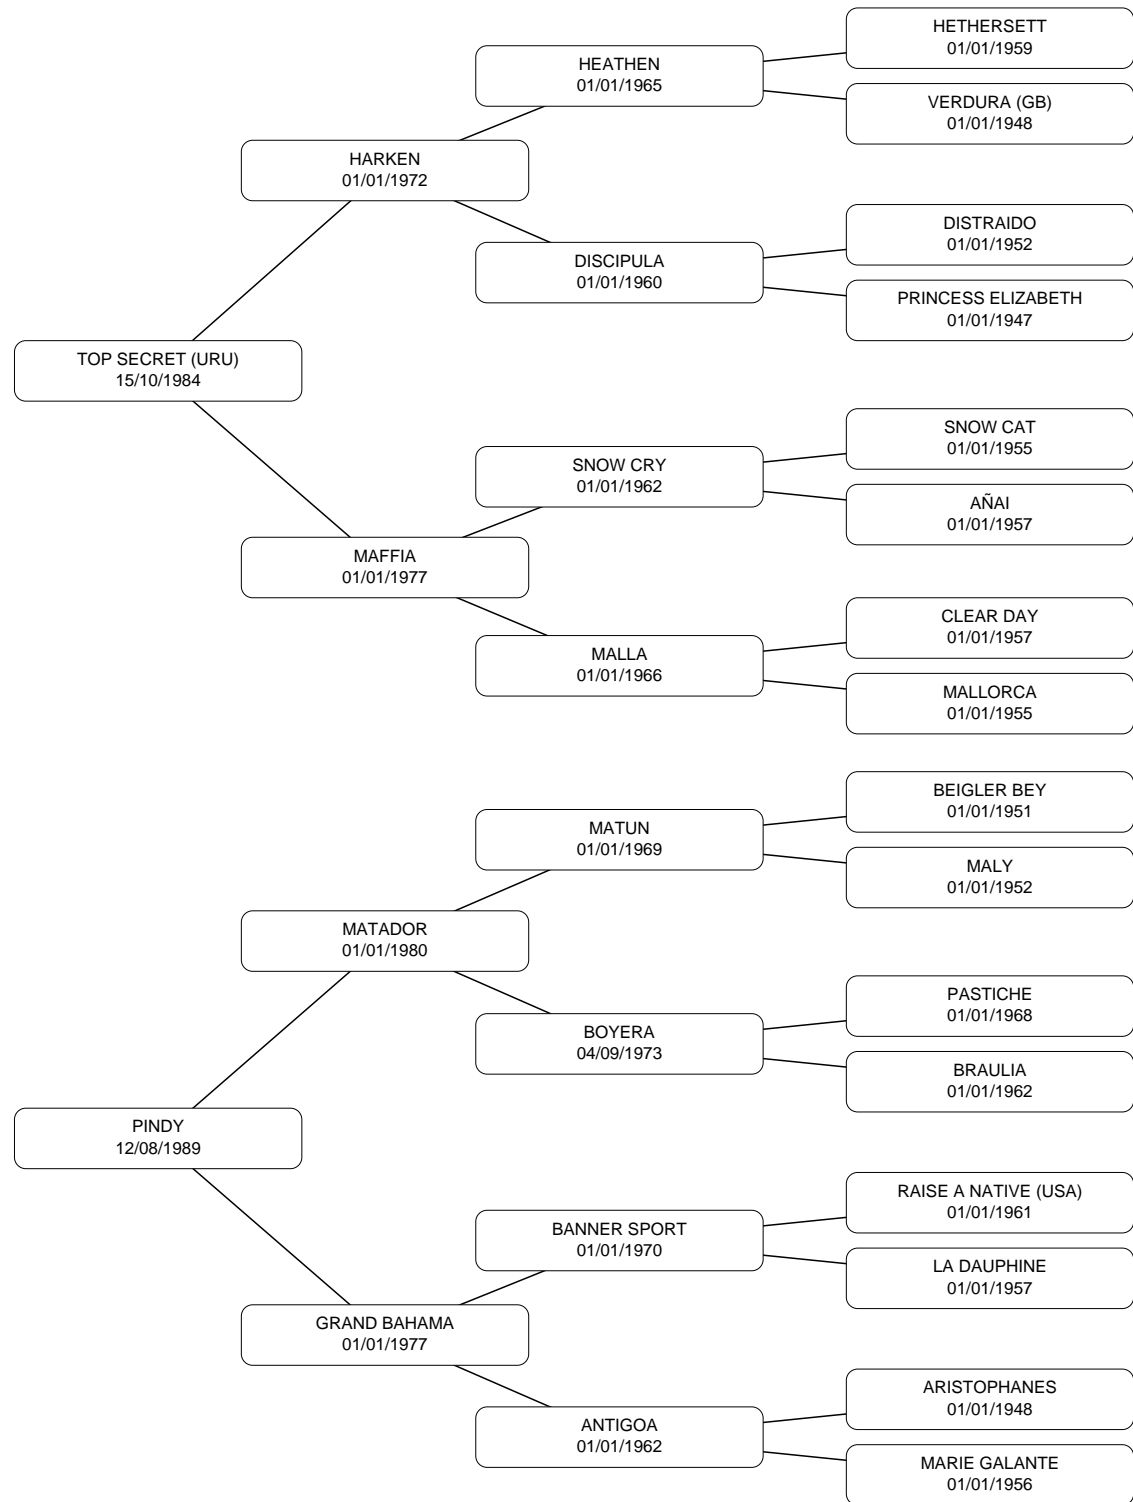 HETHERSETT
01/01/1959
HEATHEN
01/01/1965
VERDURA (GB)
01/01/1948
HARKEN
01/01/1972
DISTRAIDO
01/01/1952
DISCIPULA
01/01/1960
PRINCESS ELIZABETH
01/01/1947
TOP SECRET (URU)
15/10/1984
SNOW CAT
01/01/1955
SNOW CRY
01/01/1962
AÑAI
01/01/1957
MAFFIA
01/01/1977
CLEAR DAY
01/01/1957
MALLA
01/01/1966
MALLORCA
01/01/1955
BEIGLER BEY
01/01/1951
MATUN
01/01/1969
MALY
01/01/1952
MATADOR
01/01/1980
PASTICHE
01/01/1968
BOYERA
04/09/1973
BRAULIA
01/01/1962
PINDY
12/08/1989
RAISE A NATIVE (USA)
01/01/1961
BANNER SPORT
01/01/1970
LA DAUPHINE
01/01/1957
GRAND BAHAMA
01/01/1977
ARISTOPHANES
01/01/1948
ANTIGOA
01/01/1962
MARIE GALANTE
01/01/1956